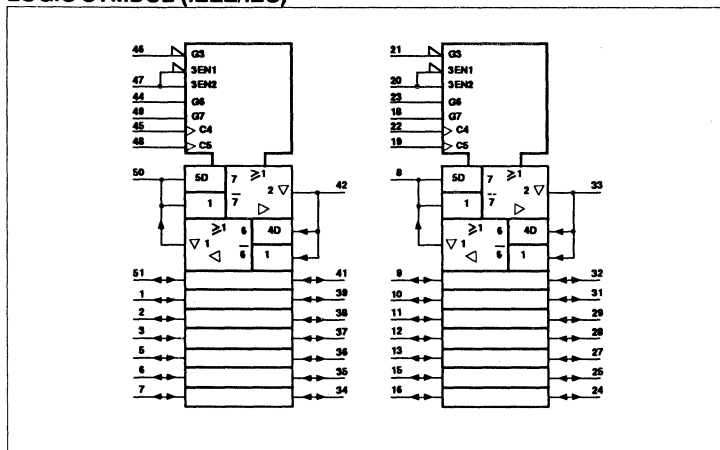 LOGIC SYMBOL (IEEE/IEC)
46 G3
3EN1
47 3EN2
44 G6
49 G7
45 C4
48 C5
50 5D 7 ≥1 2 ▽ 42
1 7 ▷
≥1 6 4D
▽ 1 ◁ 6 1
51 41
1 39
2 38
3 37
5 36
6 35
7 34
21 G3
3EN1
20 3EN2
23 G6
18 G7
22 C4
19 C5
8 5D 7 ≥1 2 ▽ 33
1 7 ▷
≥1 6 4D
▽ 1 ◁ 6 1
9 32
10 31
11 29
12 28
13 27
15 25
16 24